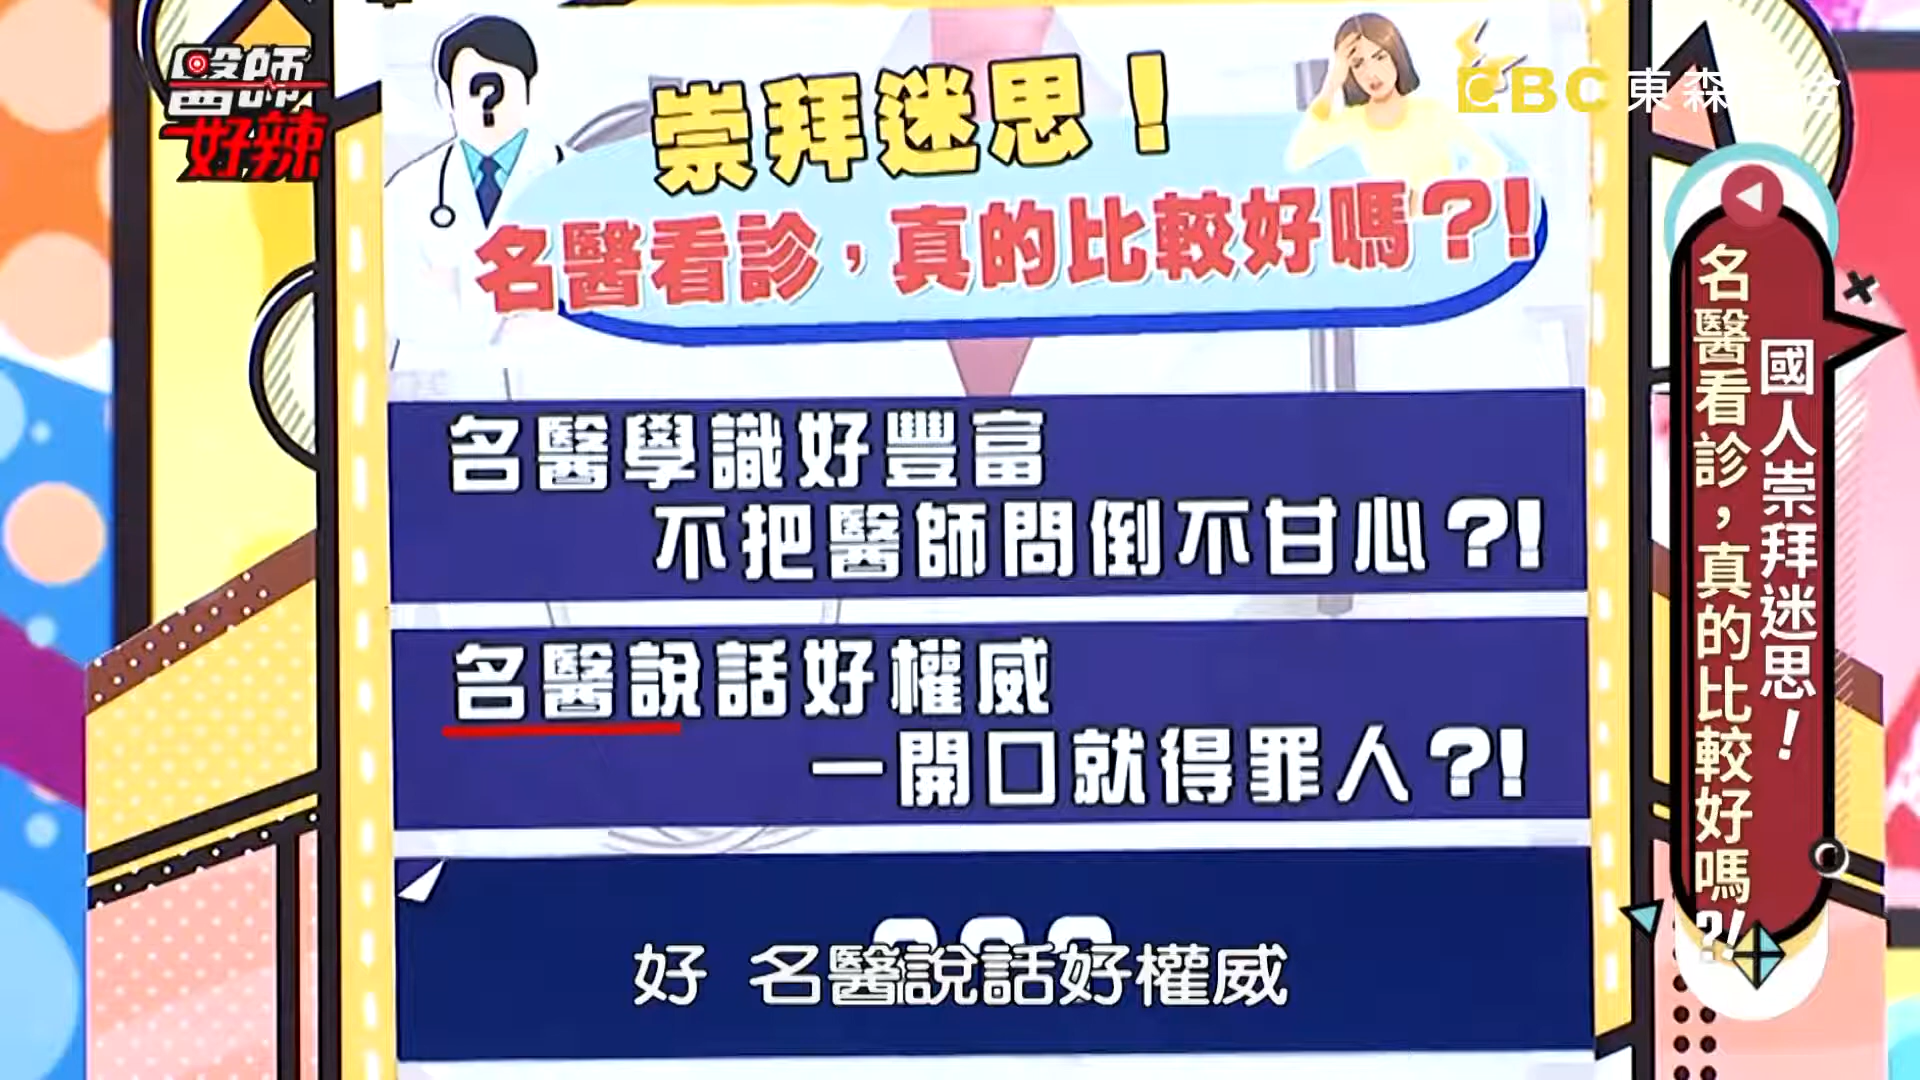 醫師
好辣
?
崇拜迷思！
EBC 東森
名醫看診，真的比較好嗎？！
國人崇拜迷思！
名醫看診，真的比較好嗎?!
名醫學識好豐富
不把醫師問倒不甘心？！
名醫說話好權威
一開口就得罪人？！
???
好 名醫說話好權威